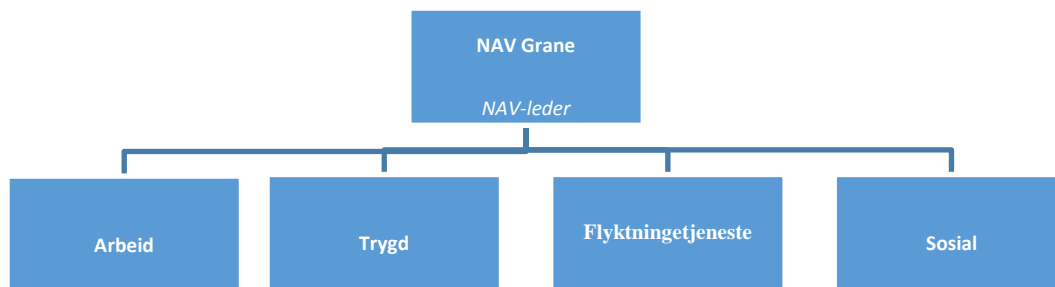 NAV Grane
NAV-leder
Arbeid
Trygd
Flyktningetjeneste
Sosial